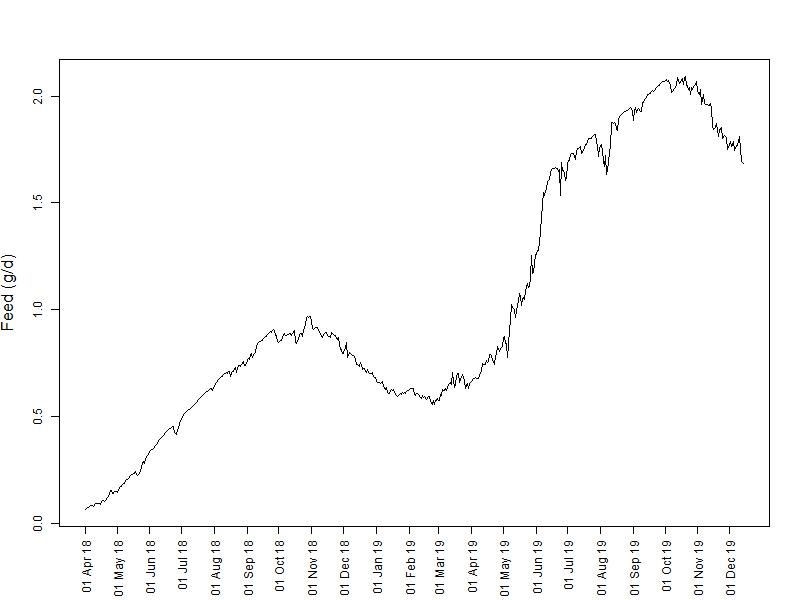 Feed (g/d)
2.0
1.5
1.0
0.5
0.0
01 Apr 18
01 May 18
01 Jun 18
01 Jul 18
01 Aug 18
01 Sep 18
01 Oct 18
01 Nov 18
01 Dec 18
01 Jan 19
01 Feb 19
01 Mar 19
01 Apr 19
01 May 19
01 Jun 19
01 Jul 19
01 Aug 19
01 Sep 19
01 Oct 19
01 Nov 19
01 Dec 19